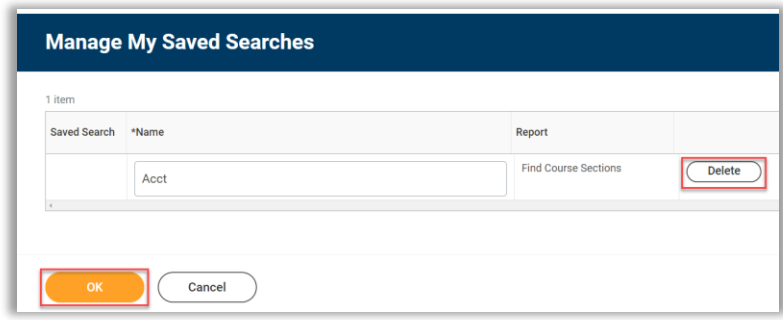 Manage My Saved Searches
1 item
Saved Search *Name Report
Acct Find Course Sections Delete
OK Cancel